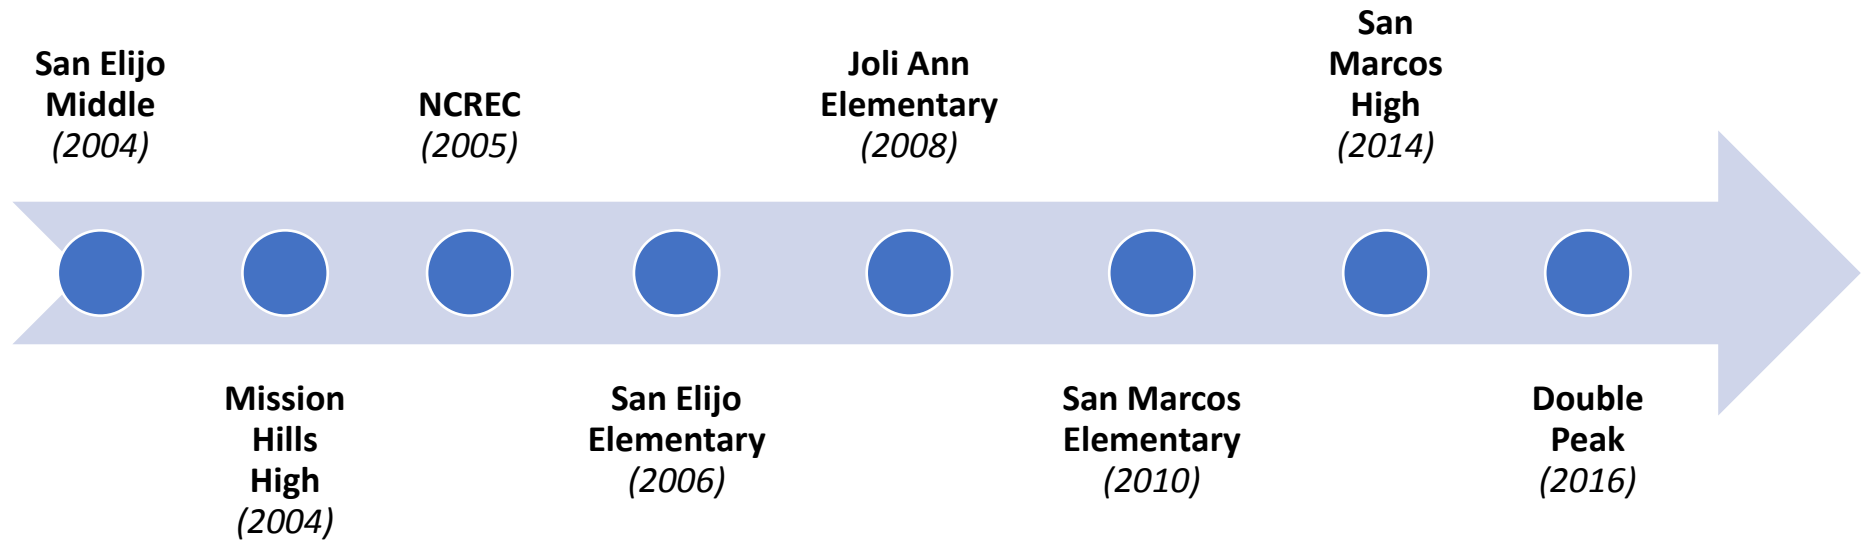 San Elijo
Middle
(2004)
Mission
Hills
High
(2004)
NCREC
(2005)
San Elijo
Elementary
(2006)
Joli Ann
Elementary
(2008)
San Marcos
Elementary
(2010)
San
Marcos
High
(2014)
Double
Peak
(2016)